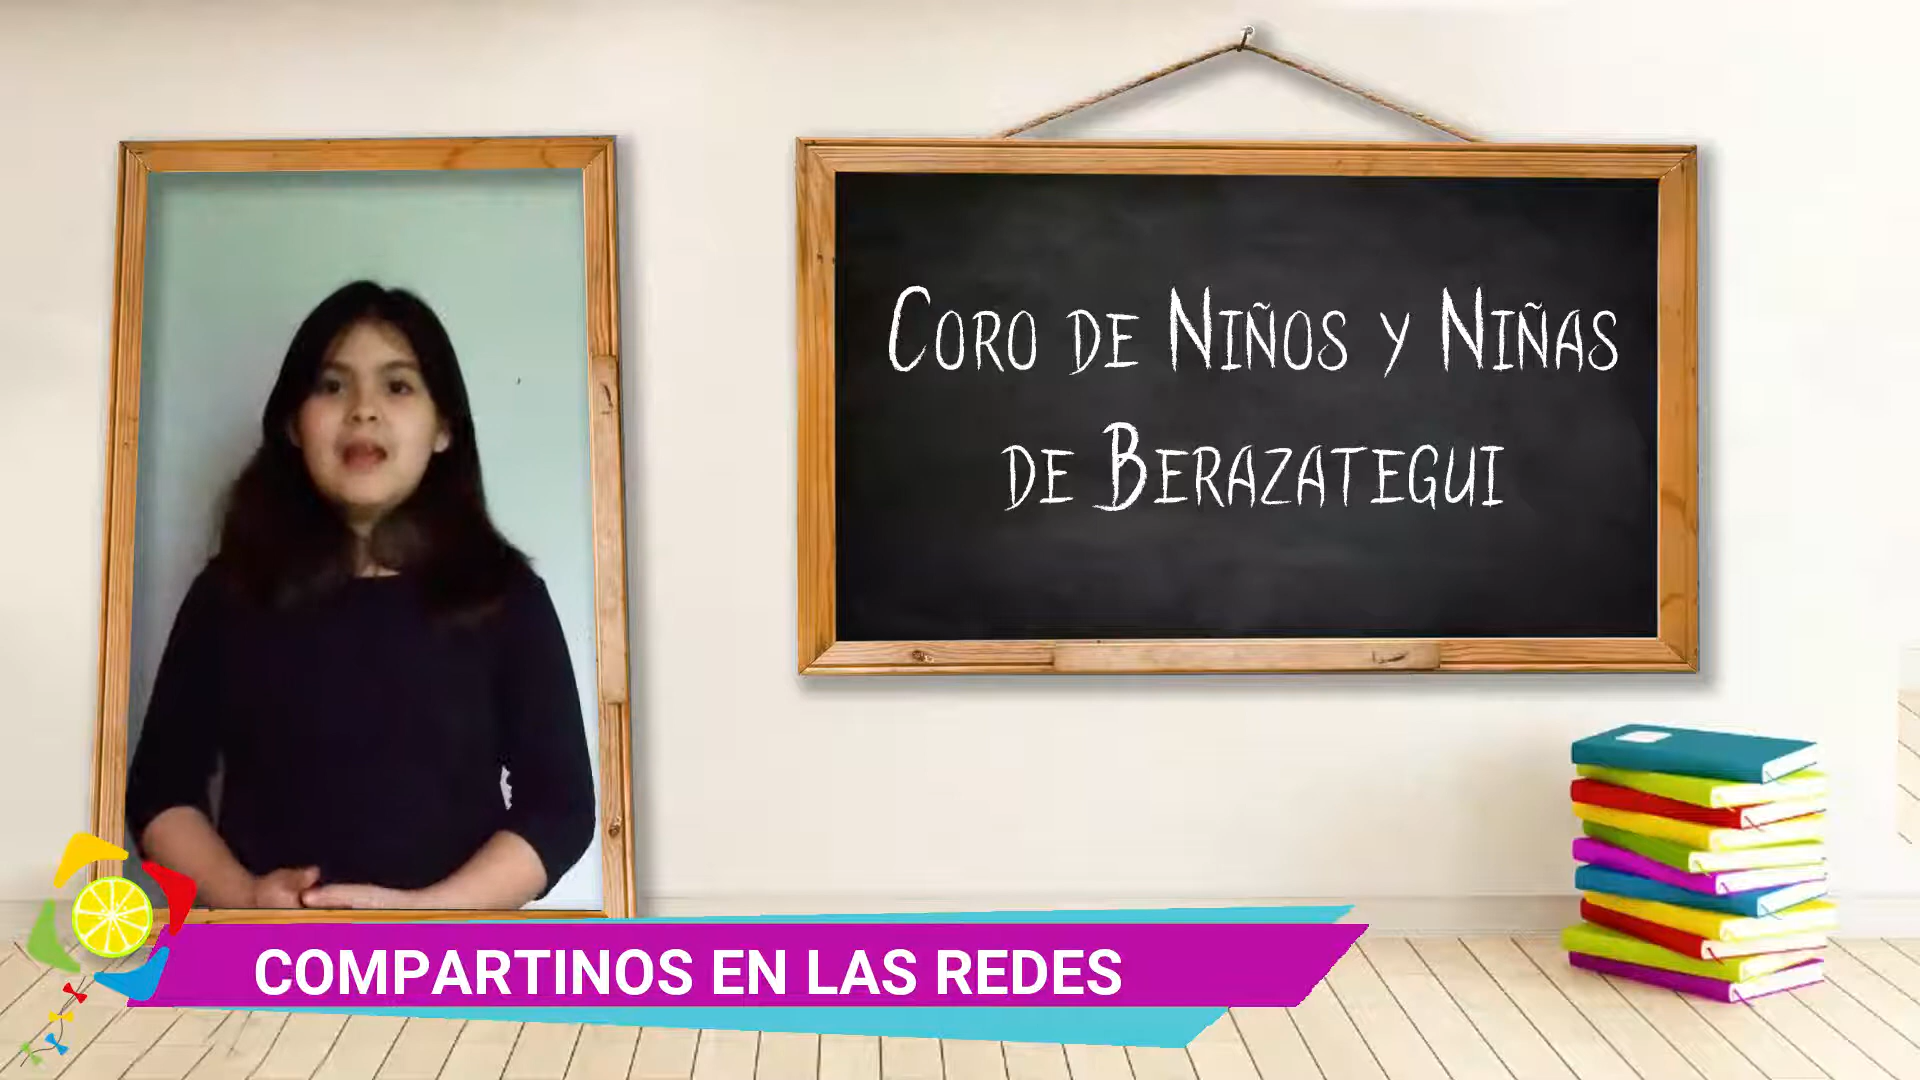 Coro de Niños y Niñas
de Berazategui
COMPARTINOS EN LAS REDES